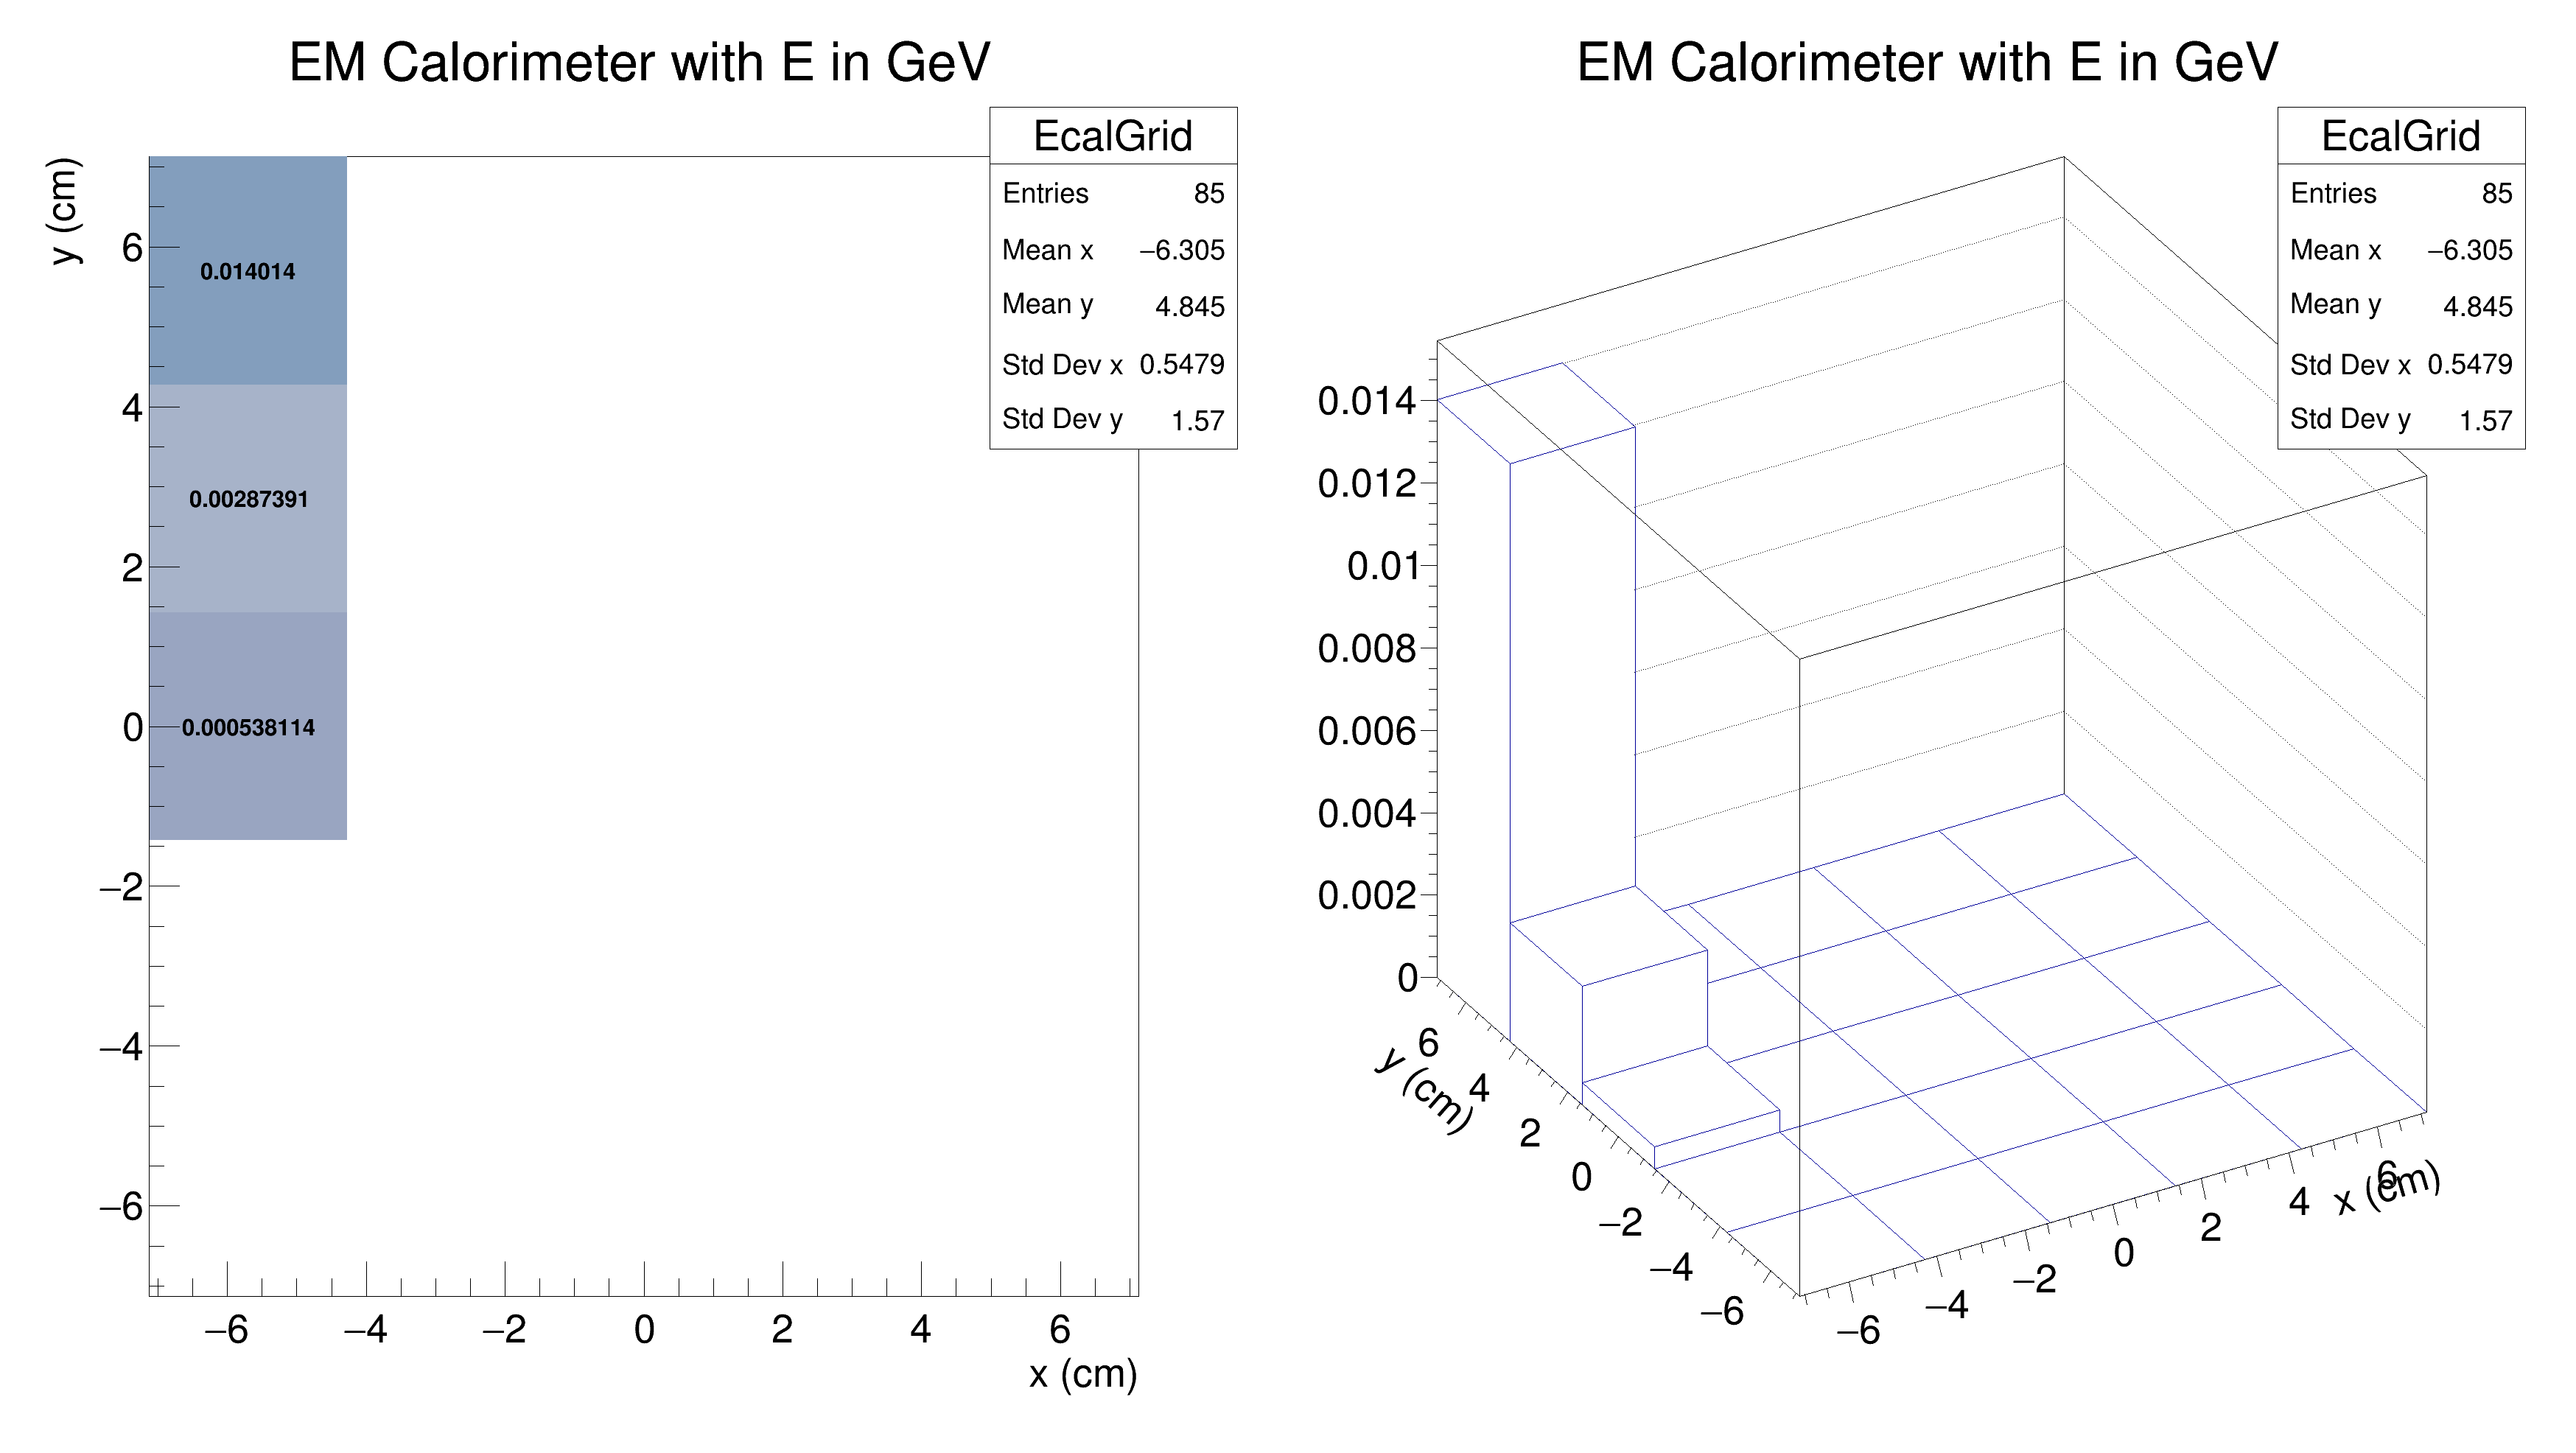 EM Calorimeter with E in GeV
EcalGrid
Entries 85
Mean x −6.305
Mean y 4.845
Std Dev x 0.5479
Std Dev y 1.57
y (cm)
6
4
2
0
−2
−4
−6
0.014014
0.00287391
0.000538114
−6 −4 −2 0 2 4 6
x (cm)
EM Calorimeter with E in GeV
EcalGrid
Entries 85
Mean x −6.305
Mean y 4.845
Std Dev x 0.5479
Std Dev y 1.57
0.014
0.012
0.01
0.008
0.006
0.004
0.002
0
y (cm)
6
4
2
0
−2
−4
−6
−6 −4 −2 0 2 4 6
x (cm)